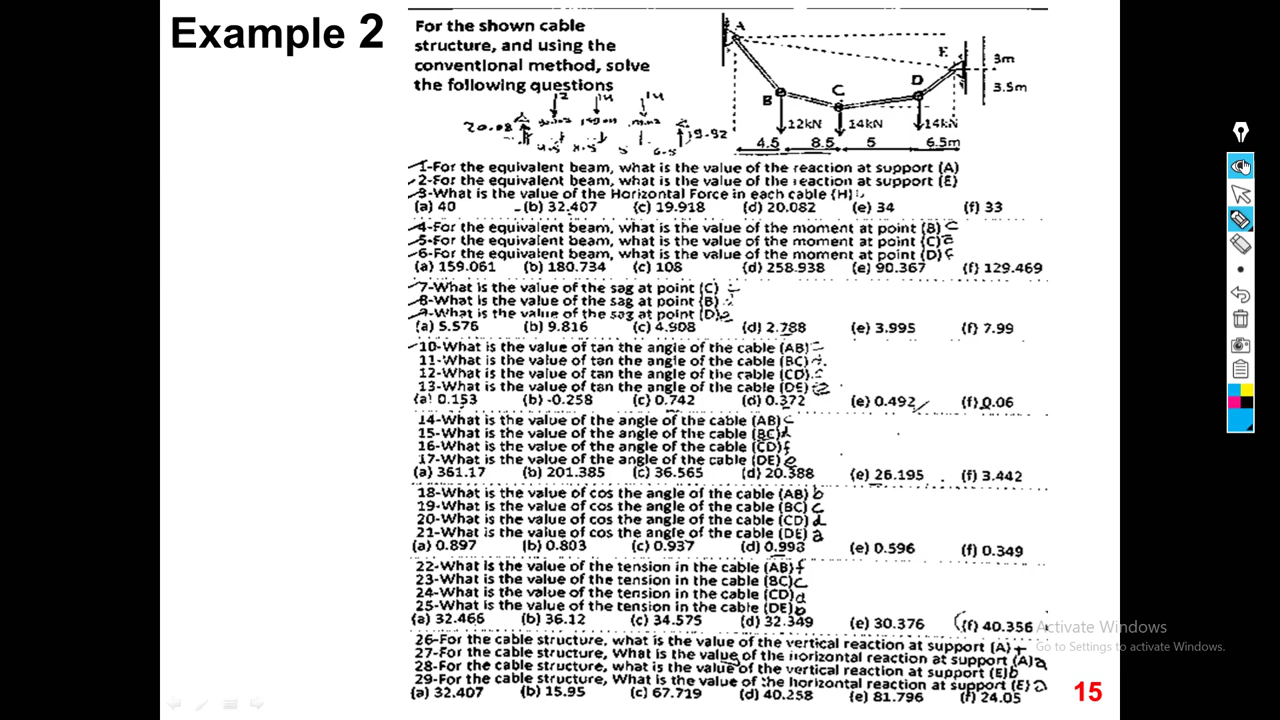 Example 2
For the shown cable
structure, and using the
conventional method, solve
the following questions
A
E
3m
3.5m
B
C
D
12kN
14kN
14kN
4.5
8.5
5
6.5m
12
14
14
20.08
19.92
1-For the equivalent beam, what is the value of the reaction at support (A)
2-For the equivalent beam, what is the value of the reaction at support (E)
3-What is the value of the Horizontal Force in each cable (H)
(a) 40 (b) 32.407 (c) 19.918 (d) 20.082 (e) 34 (f) 33
4-For the equivalent beam, what is the value of the moment at point (B) c
5-For the equivalent beam, what is the value of the moment at point (C)
6-For the equivalent beam, what is the value of the moment at point (D) f
(a) 159.061 (b) 180.734 (c) 108 (d) 258.938 (e) 90.367 (f) 129.469
7-What is the value of the sag at point (C)
8-What is the value of the sag at point (B)
9-What is the value of the sag at point (D)
(a) 5.576 (b) 9.816 (c) 4.908 (d) 2.788 (e) 3.995 (f) 7.99
10-What is the value of tan the angle of the cable (AB)
11-What is the value of tan the angle of the cable (BC)
12-What is the value of tan the angle of the cable (CD)
13-What is the value of tan the angle of the cable (DE)
(a) 0.153 (b) -0.258 (c) 0.742 (d) 0.372 (e) 0.492 (f) 0.06
14-What is the value of the angle of the cable (AB) c
15-What is the value of the angle of the cable (BC) d
16-What is the value of the angle of the cable (CD) f
17-What is the value of the angle of the cable (DE) e
(a) 361.17 (b) 201.385 (c) 36.565 (d) 20.388 (e) 26.195 (f) 3.442
18-What is the value of cos the angle of the cable (AB) b
19-What is the value of cos the angle of the cable (BC) c
20-What is the value of cos the angle of the cable (CD) d
21-What is the value of cos the angle of the cable (DE) a
(a) 0.897 (b) 0.803 (c) 0.937 (d) 0.998 (e) 0.596 (f) 0.349
22-What is the value of the tension in the cable (AB) f
23-What is the value of the tension in the cable (BC) c
24-What is the value of the tension in the cable (CD) a
25-What is the value of the tension in the cable (DE) b
(a) 32.466 (b) 36.12 (c) 34.575 (d) 32.349 (e) 30.376 (f) 40.356
26-For the cable structure, what is the value of the vertical reaction at support (A) f
27-For the cable structure, What is the value of the horizontal reaction at support (A) a
28-For the cable structure, what is the value of the vertical reaction at support (E) b
29-For the cable structure, What is the value of the horizontal reaction at support (E) a
(a) 32.407 (b) 15.95 (c) 67.719 (d) 40.258 (e) 81.796 (f) 24.05
Activate Windows
Go to Settings to activate Windows.
15